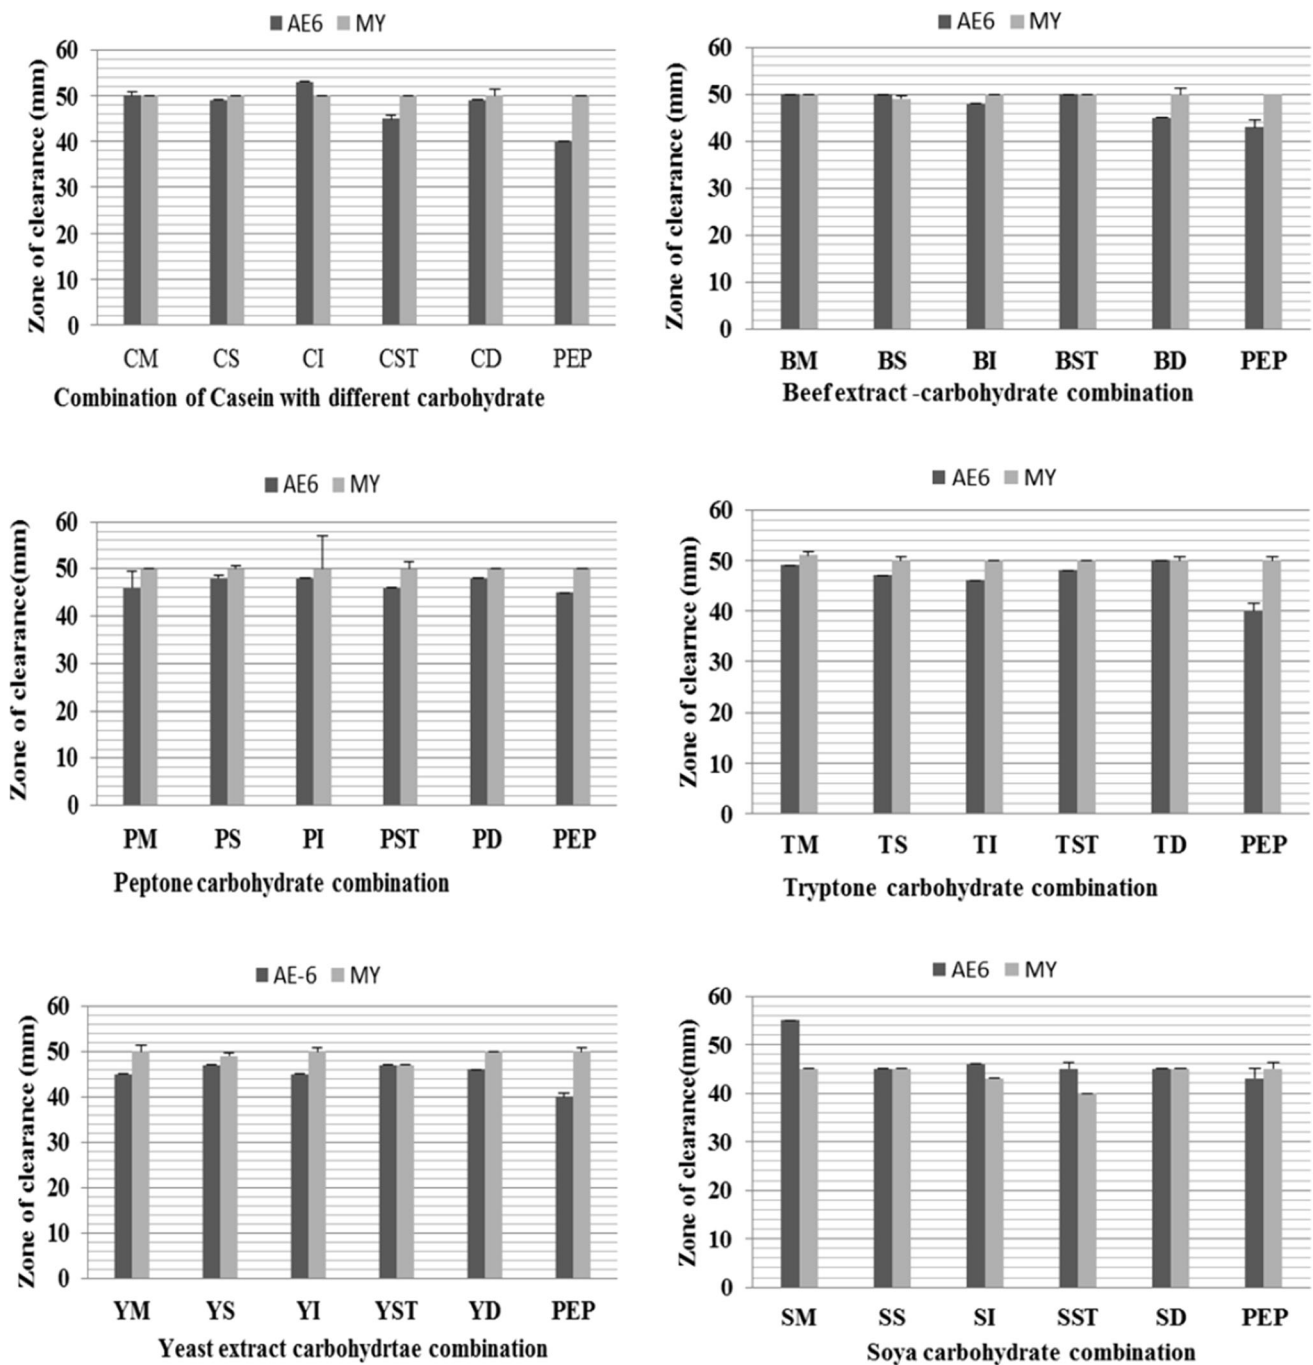 AE6 MY
Zone of clearance (mm)
60
50
40
30
20
10
0
CM CS CI CST CD PEP
Combination of Casein with different carbohydrate
AE6 MY
Zone of clearance (mm)
60
50
40
30
20
10
0
BM BS BI BST BD PEP
Beef extract -carbohydrate combination
AE6 MY
Zone of clearance(mm)
60
50
40
30
20
10
0
PM PS PI PST PD PEP
Peptone carbohydrate combination
AE6 MY
Zone of clearnce (mm)
60
50
40
30
20
10
0
TM TS TI TST TD PEP
Tryptone carbohydrate combination
AE-6 MY
Zone of clearance (mm)
60
50
40
30
20
10
0
YM YS YI YST YD PEP
Yeast extract carbohydrtae combination
AE6 MY
Zone of clearance(mm)
60
50
40
30
20
10
0
SM SS SI SST SD PEP
Soya carbohydrate combination